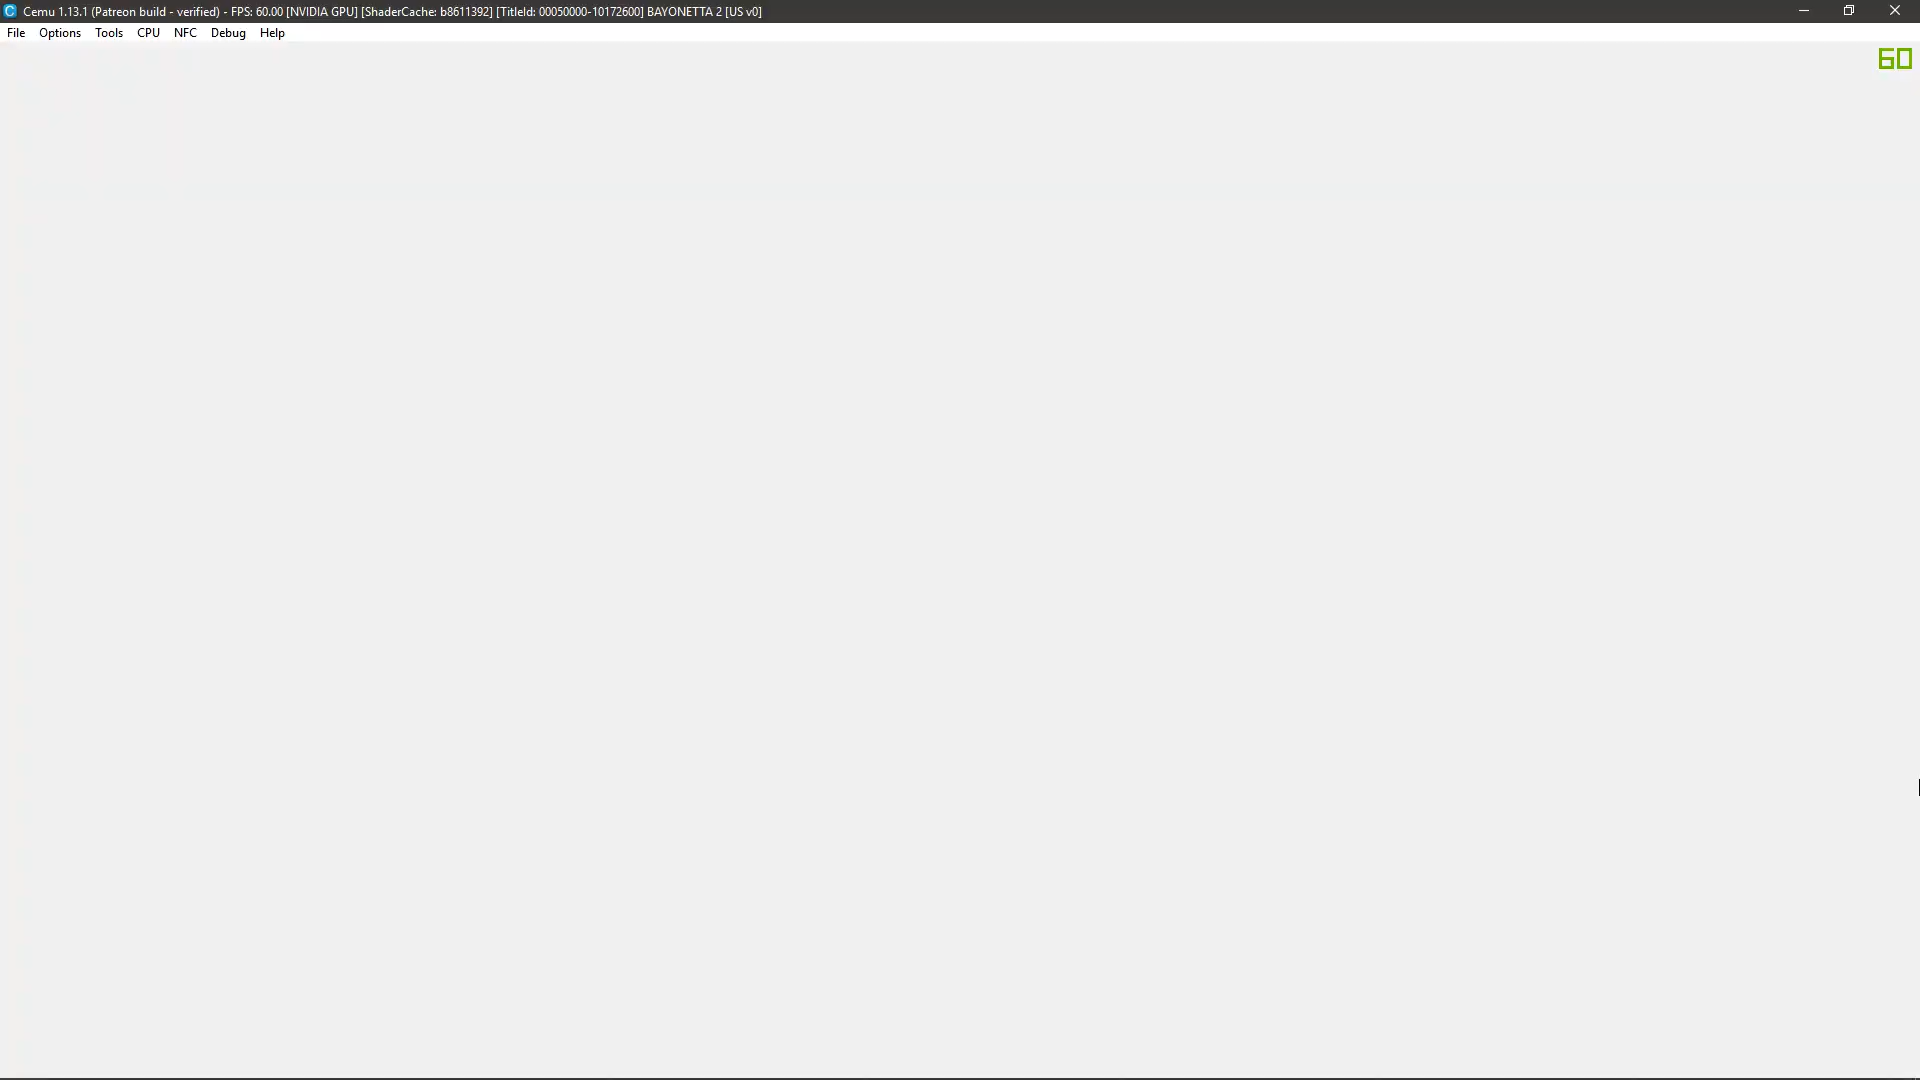 Cemu 1.13.1 (Patreon build - verified) - FPS: 60.00 [NVIDIA GPU] [ShaderCache: b8611392] [TitleId: 00050000-10172600] BAYONETTA 2 [US v0]
File Options Tools CPU NFC Debug Help
60